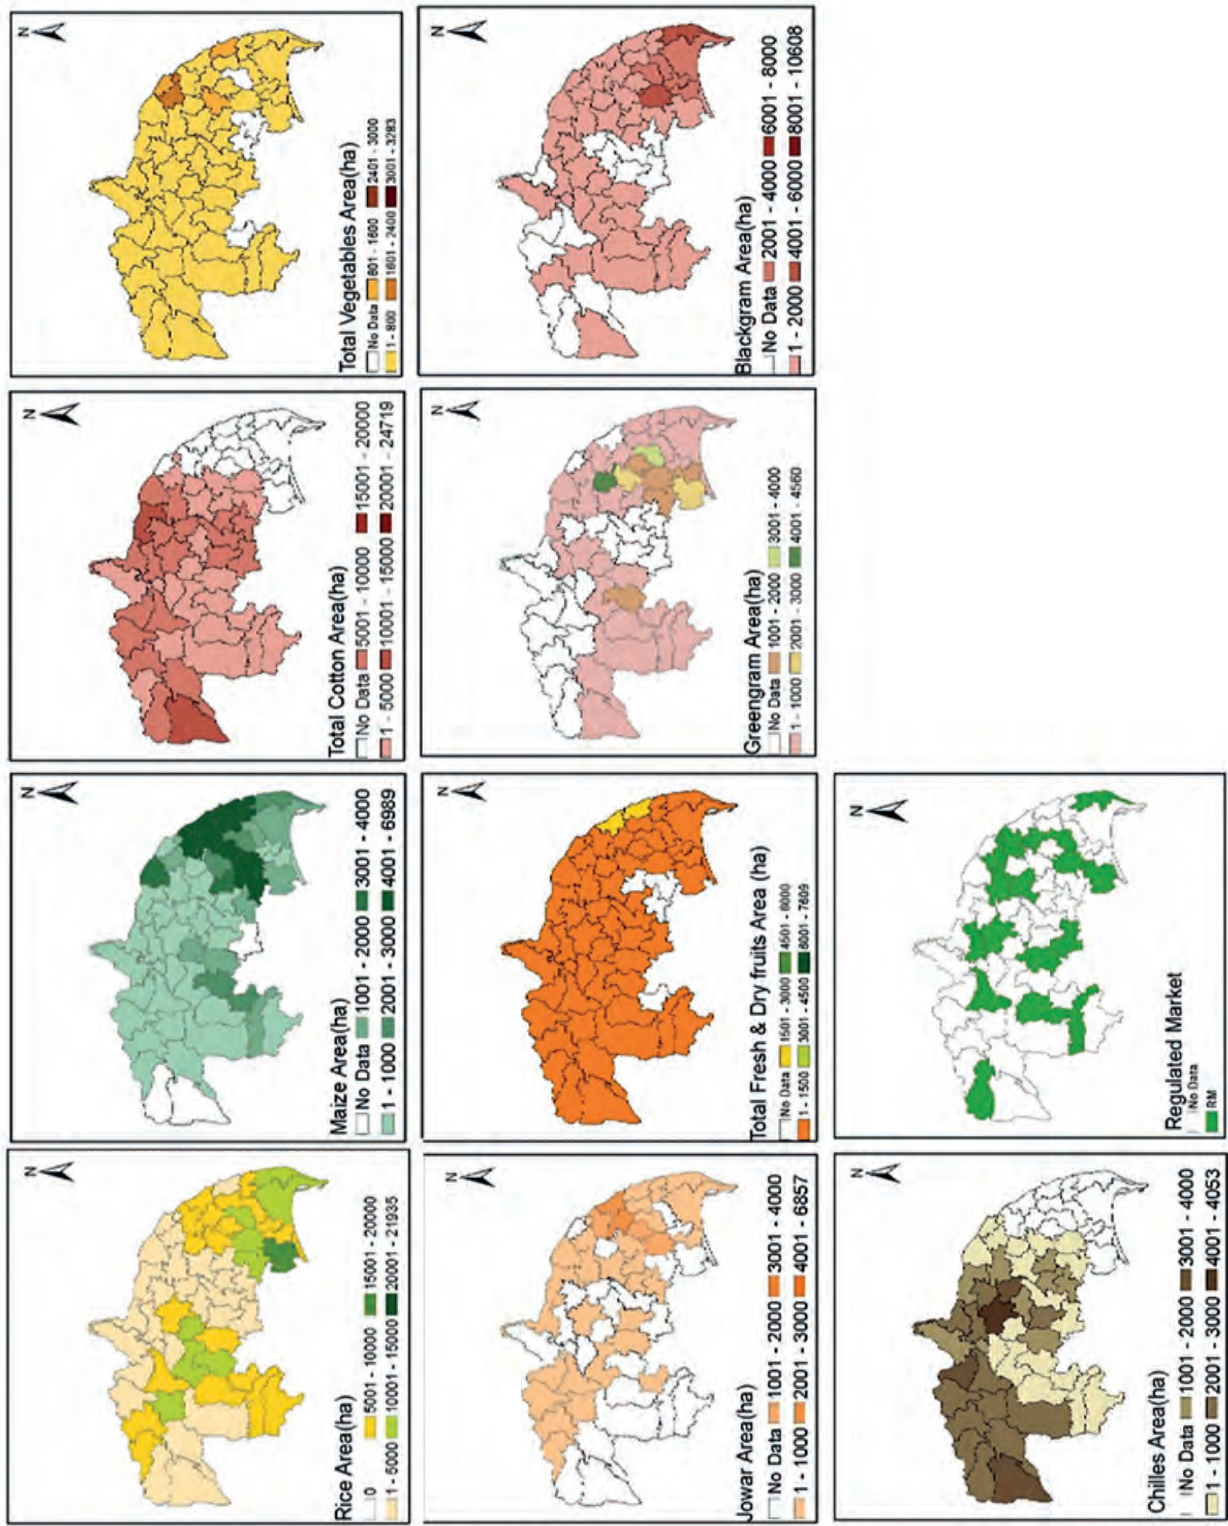 N
Rice Area(ha)
0 5001 - 10000 15001 - 20000
1 - 5000 10001 - 15000 20001 - 21935
N
Maize Area(ha)
No Data 1001 - 2000 3001 - 4000
1 - 1000 2001 - 3000 4001 - 6989
N
Total Cotton Area(ha)
No Data 5001 - 10000 15001 - 20000
1 - 5000 10001 - 15000 20001 - 24719
N
Total Vegetables Area(ha)
No Data 801 - 1600 2401 - 3000
1 - 800 1601 - 2400 3001 - 3283
N
Jowar Area(ha)
No Data 1001 - 2000 3001 - 4000
1 - 1000 2001 - 3000 4001 - 6857
N
Total Fresh & Dry fruits Area (ha)
No Data 1501 - 3000 4501 - 6000
1 - 1500 3001 - 4500 6001 - 7609
N
Greengram Area(ha)
No Data 1001 - 2000 3001 - 4000
1 - 1000 2001 - 3000 4001 - 4560
N
Blackgram Area(ha)
No Data 2001 - 4000 6001 - 8000
1 - 2000 4001 - 6000 8001 - 10608
N
Chilles Area(ha)
No Data 1001 - 2000 3001 - 4000
1 - 1000 2001 - 3000 4001 - 4053
N
Regulated Market
No Data
RM